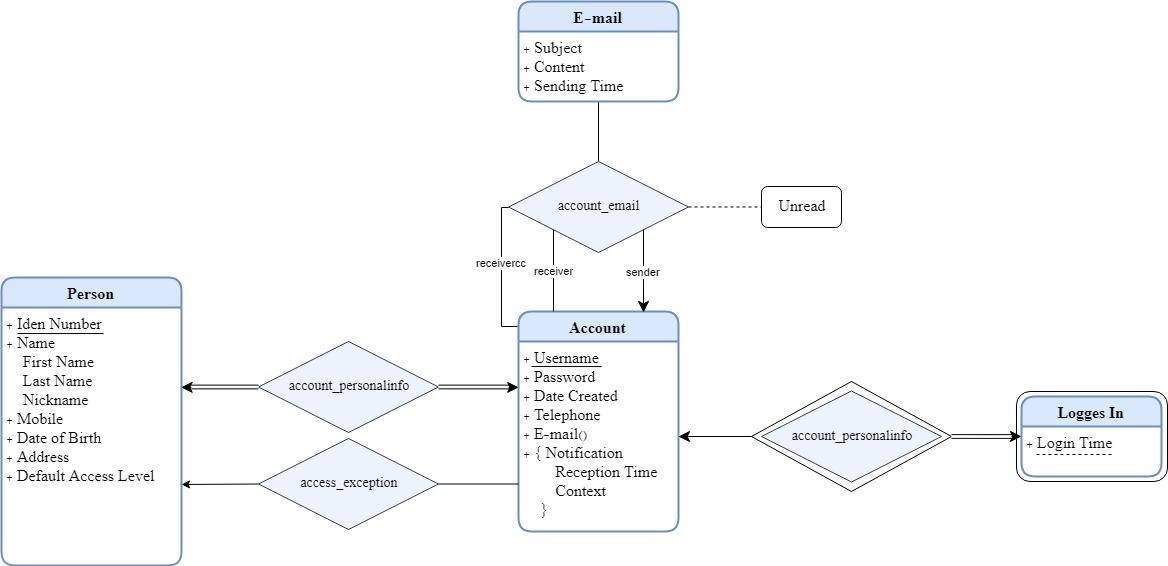 E-mail
+ Subject
+ Content
+ Sending Time
account_email
Unread
receivercc
receiver
sender
Person
+ Iden Number
+ Name
First Name
Last Name
Nickname
+ Mobile
+ Date of Birth
+ Address
+ Default Access Level
account_personalinfo
access_exception
Account
+ Username
+ Password
+ Date Created
+ Telephone
+ E-mail()
+ { Notification
Reception Time
Context
}
account_personalinfo
Logges In
+ Login Time